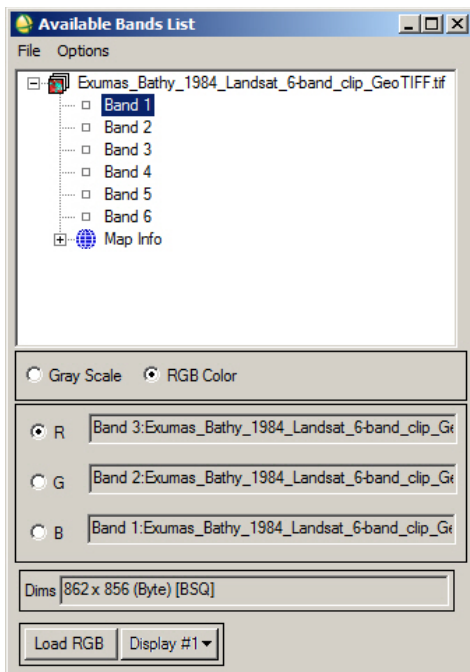 Available Bands List
File Options
Exumas_Bathy_1984_Landsat_6-band_clip_GeoTIFF.tif
Band 1
Band 2
Band 3
Band 4
Band 5
Band 6
Map Info
Gray Scale RGB Color
R Band 3:Exumas_Bathy_1984_Landsat_6-band_clip_Ge
G Band 2:Exumas_Bathy_1984_Landsat_6-band_clip_Ge
B Band 1:Exumas_Bathy_1984_Landsat_6-band_clip_Ge
Dims 862 x 856 (Byte) [BSQ]
Load RGB Display #1